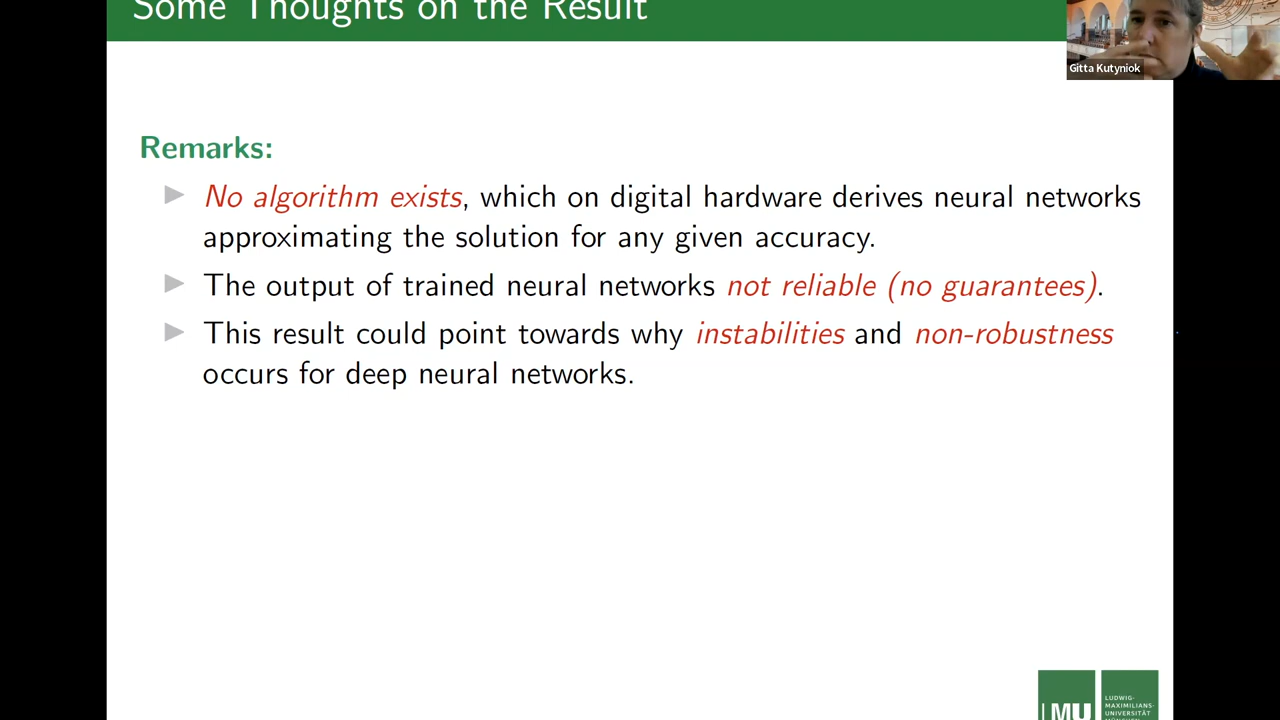 Some Thoughts on the Result
Gitta Kutyniok
Remarks:
No algorithm exists, which on digital hardware derives neural networks
approximating the solution for any given accuracy.
The output of trained neural networks not reliable (no guarantees).
This result could point towards why instabilities and non-robustness
occurs for deep neural networks.
LMU
LUDWIG-
MAXIMILIANS-
UNIVERSITÄT
MÜNCHEN